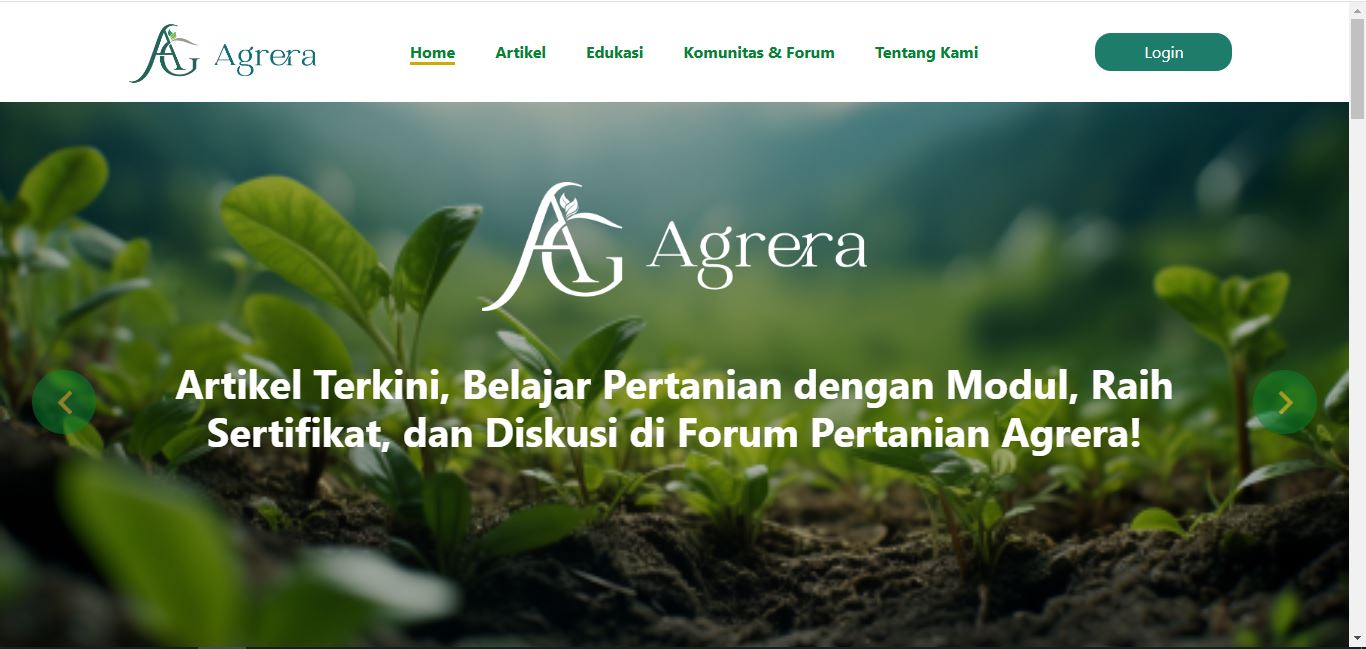 AG Agrera
Home Artikel Edukasi Komunitas & Forum Tentang Kami Login
AG Agrera
Artikel Terkini, Belajar Pertanian dengan Modul, Raih
Sertifikat, dan Diskusi di Forum Pertanian Agrera!